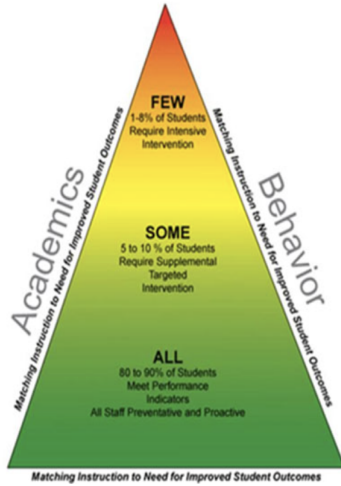 FEW
1-8% of Students
Require Intensive
Intervention
Academics
Matching Instruction to Need for Improved Student Outcomes
Behavior
Matching Instruction to Need for Improved Student Outcomes
SOME
5 to 10 % of Students
Require Supplemental
Targeted
Intervention
ALL
80 to 90% of Students
Meet Performance
Indicators
All Staff Preventative and Proactive
Matching Instruction to Need for Improved Student Outcomes